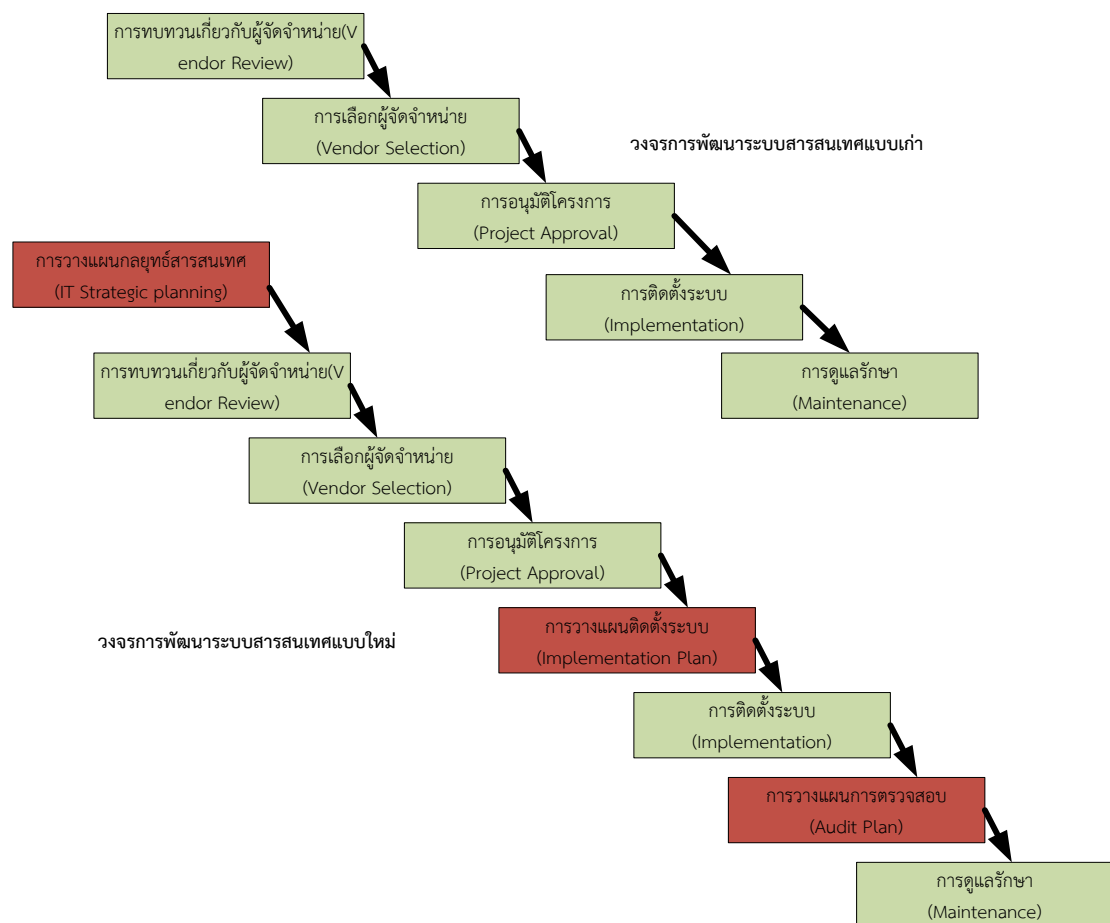 การทบทวนเกี่ยวกับผู้จัดจำหน่าย(V
endor Review)
การเลือกผู้จัดจำหน่าย
(Vendor Selection)
วงจรการพัฒนาระบบสารสนเทศแบบเก่า
การอนุมัติโครงการ
(Project Approval)
การติดตั้งระบบ
(Implementation)
การดูแลรักษา
(Maintenance)
การวางแผนกลยุทธ์สารสนเทศ
(IT Strategic planning)
การทบทวนเกี่ยวกับผู้จัดจำหน่าย(V
endor Review)
การเลือกผู้จัดจำหน่าย
(Vendor Selection)
การอนุมัติโครงการ
(Project Approval)
วงจรการพัฒนาระบบสารสนเทศแบบใหม่
การวางแผนติดตั้งระบบ
(Implementation Plan)
การติดตั้งระบบ
(Implementation)
การวางแผนการตรวจสอบ
(Audit Plan)
การดูแลรักษา
(Maintenance)